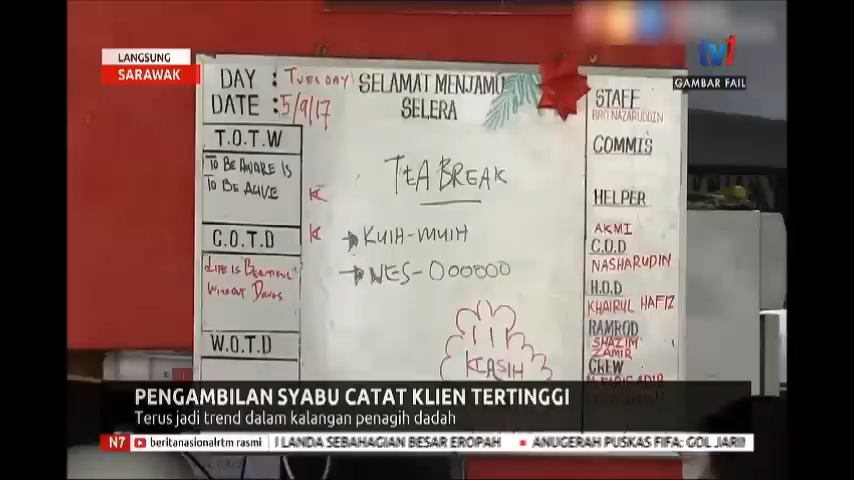 LANGSUNG
SARAWAK
tv1
GAMBAR FAIL
DAY : TUESDAY
DATE : 5/9/17
SELAMAT MENJAMU
SELERA
T.O.T.W
TO BE AWARE IS
TO BE ALIVE
C.O.T.D
LIFE IS BEAUTIFUL
WITHOUT DRUGS
W.O.T.D
TEA BREAK
KUIH-MUIH
NES-OOOOOO
STAFF
BRO NAZARUDDIN
COMMIS
HELPER
AKMI
C.O.D
NASHARUDIN
H.O.D
KHAIRUL HAFIZ
RAMROD
SHAZIM
ZAMIR
CREW
PENGAMBILAN SYABU CATAT KLIEN TERTINGGI
Terus jadi trend dalam kalangan penagih dadah
N7
beritanasionalrtm rasmi
LANDA SEBAHAGIAN BESAR EROPAH
ANUGERAH PUSKAS FIFA: GOL